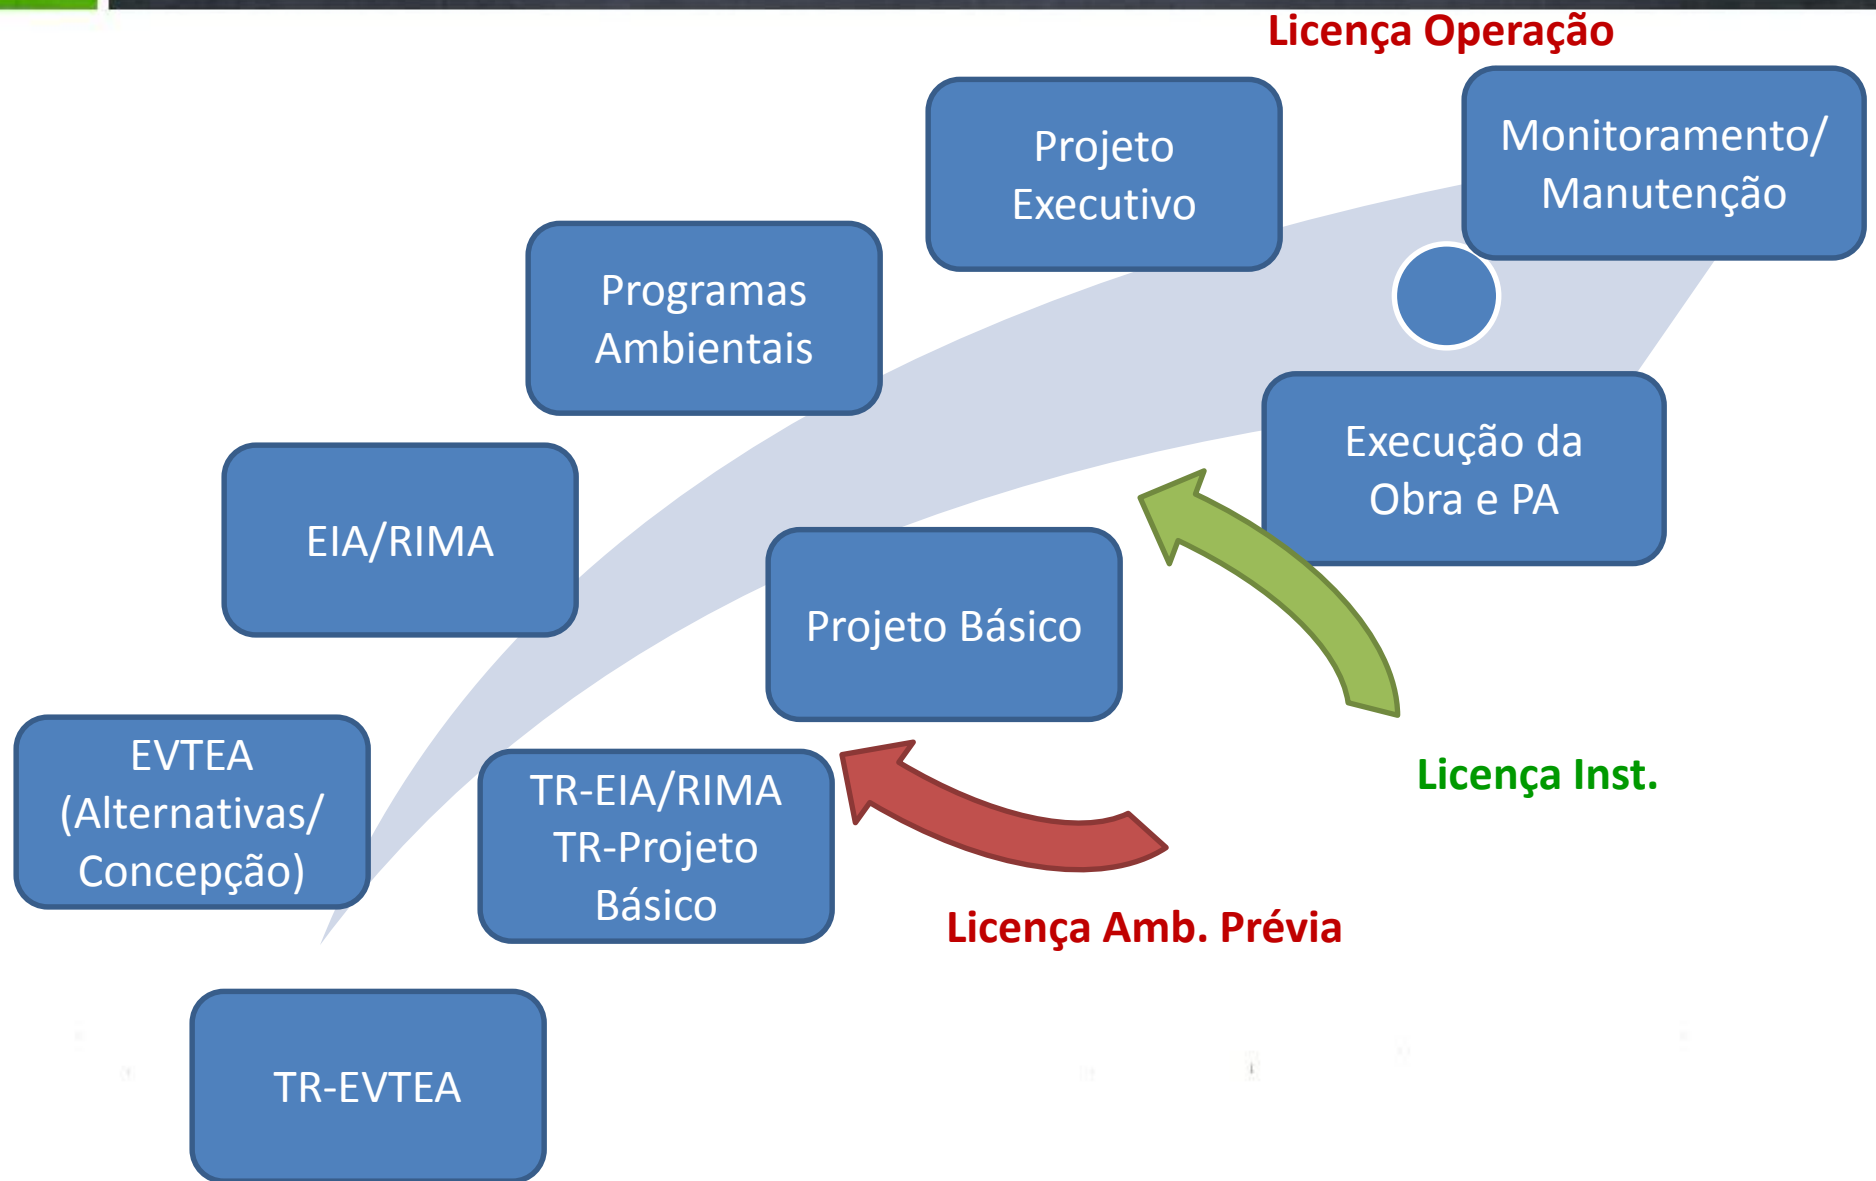 Licença Operação
Projeto
Executivo
Monitoramento/
Manutenção
Programas
Ambientais
Execução da
Obra e PA
EIA/RIMA
Projeto Básico
EVTEA
(Alternativas/
Concepção)
TR-EIA/RIMA
TR-Projeto
Básico
Licença Inst.
Licença Amb. Prévia
TR-EVTEA